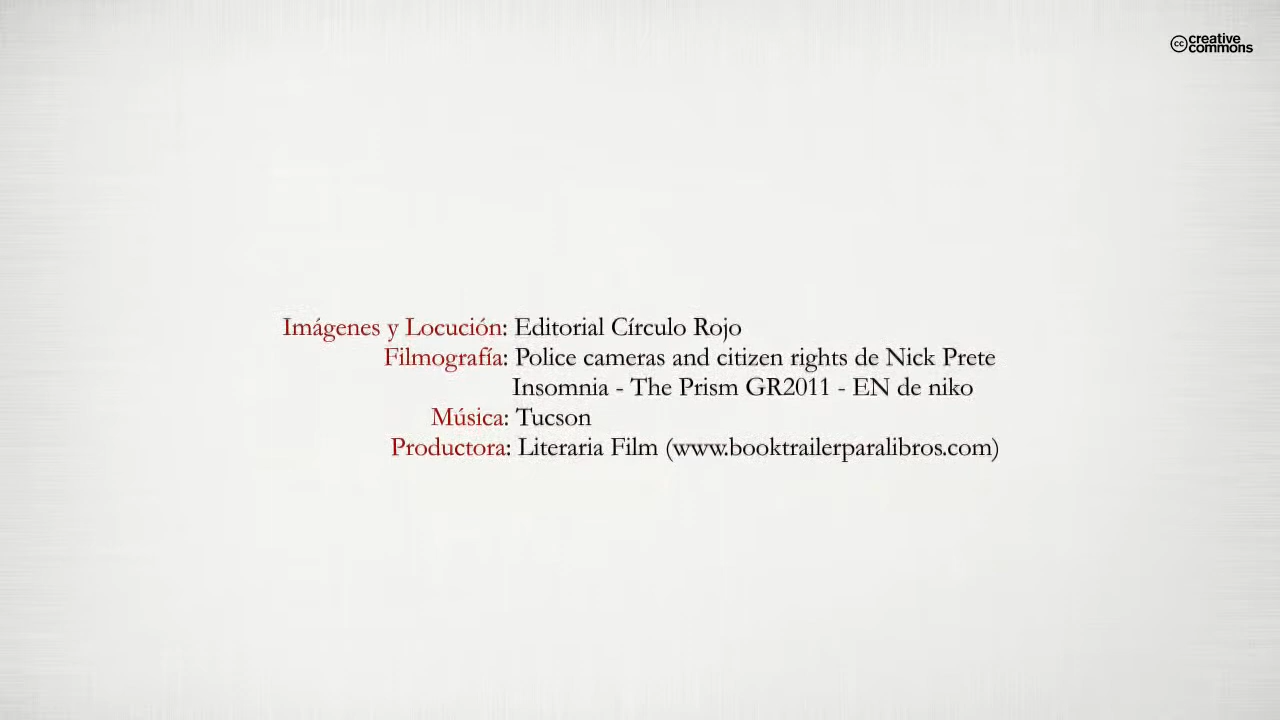 creative
commons
Imágenes y Locución: Editorial Círculo Rojo
Filmografía: Police cameras and citizen rights de Nick Prete
Insomnia - The Prism GR2011 - EN de niko
Música: Tucson
Productora: Literaria Film (www.booktrailerparalibros.com)